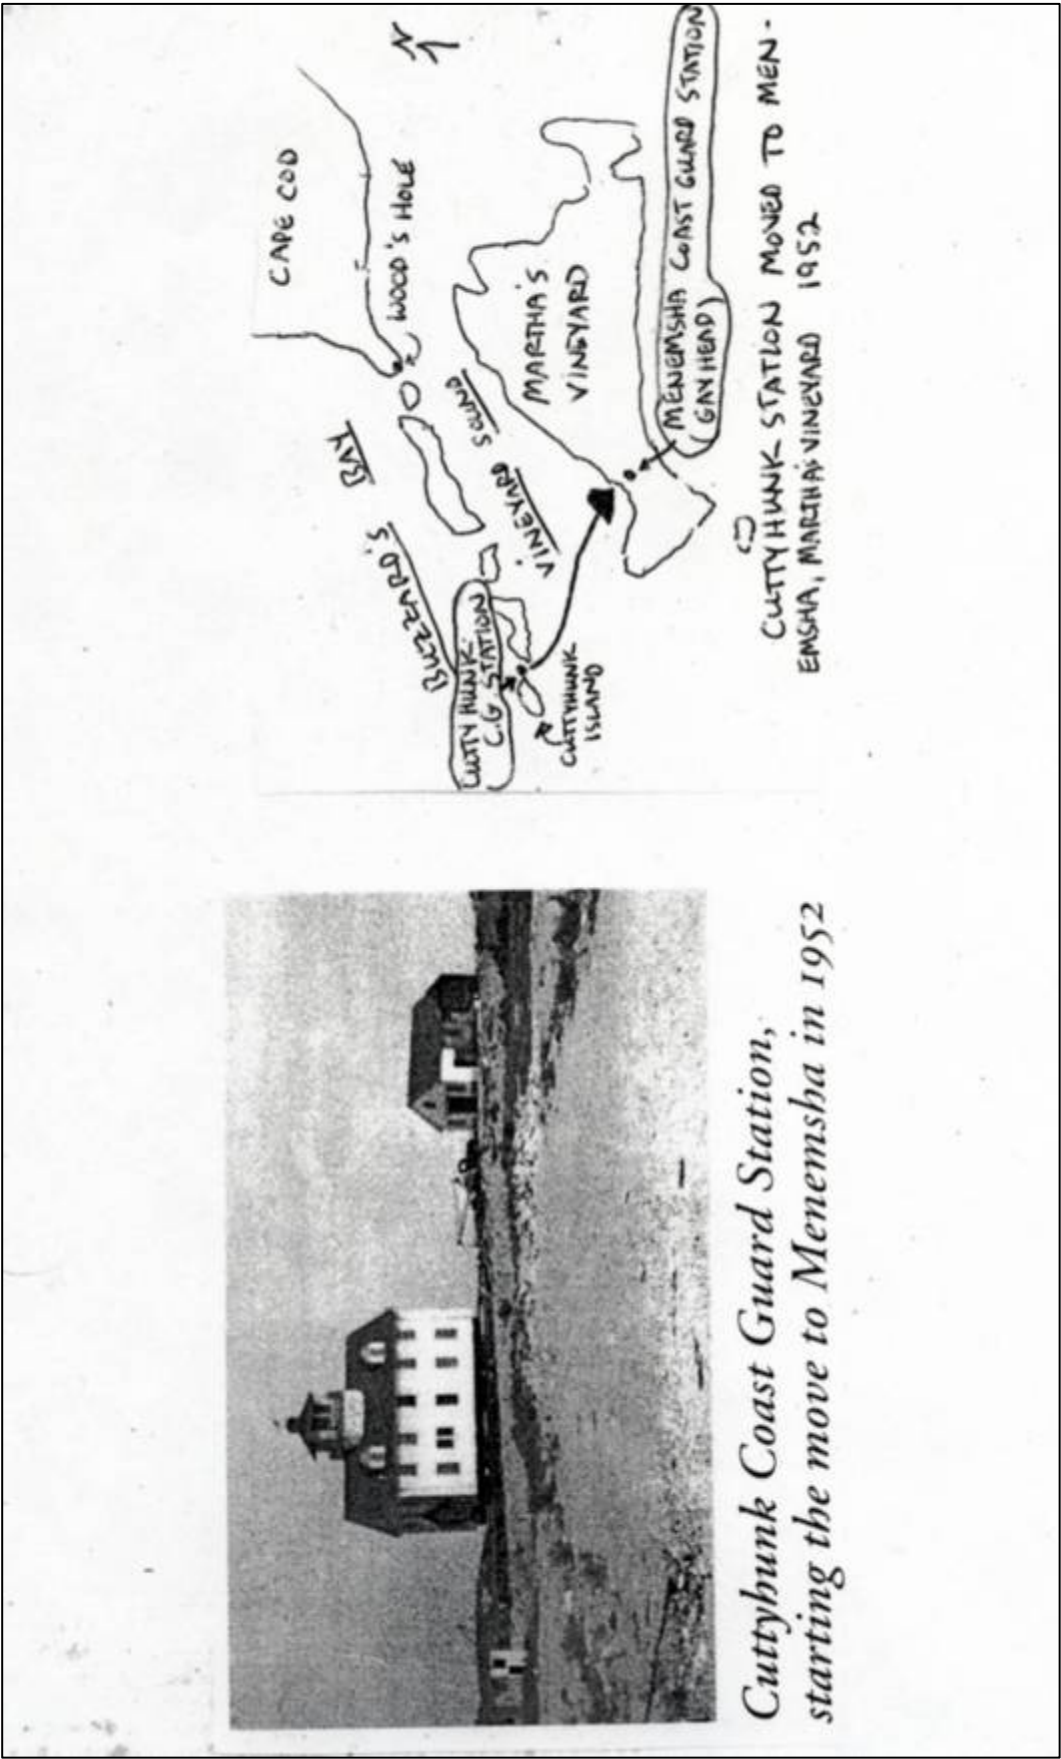 Cuttyhunk Coast Guard Station,
starting the move to Menemsha in 1952
CAPE COD
N
WOOD'S HOLE
BUZZARD'S BAY
VINEYARD SOUND
MARTHA'S
VINEYARD
CUTTYHUNK
C.G. STATION
CUTTYHUNK
ISLAND
MENEMSHA COAST GUARD STATION
(GAY HEAD)
CUTTYHUNK STATION MOVED TO MEN-
EMSHA, MARTHA'S VINEYARD 1952